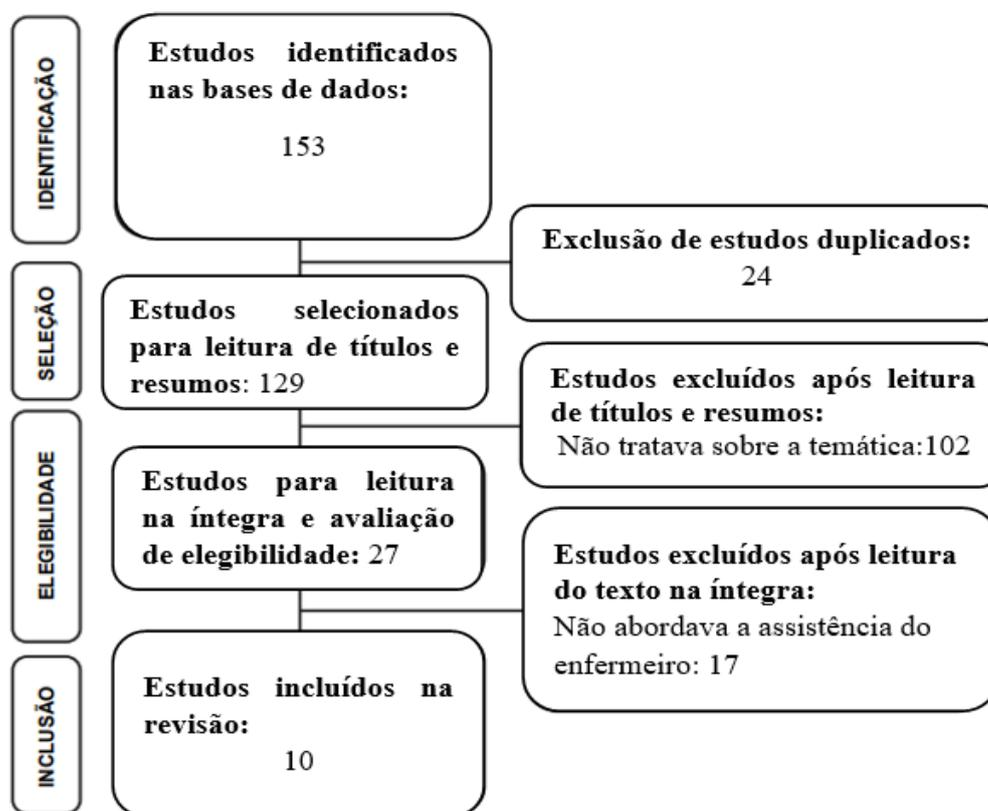 IDENTIFICAÇÃO
Estudos identificados
nas bases de dados:
153
Exclusão de estudos duplicados:
24
SELEÇÃO
Estudos selecionados
para leitura de títulos e
resumos: 129
Estudos excluídos após leitura
de títulos e resumos:
Não tratava sobre a temática:102
ELEGIBILIDADE
Estudos para leitura
na íntegra e avaliação
de elegibilidade: 27
Estudos excluídos após leitura
do texto na íntegra:
Não abordava a assistência do
enfermeiro: 17
INCLUSÃO
Estudos incluídos na
revisão:
10